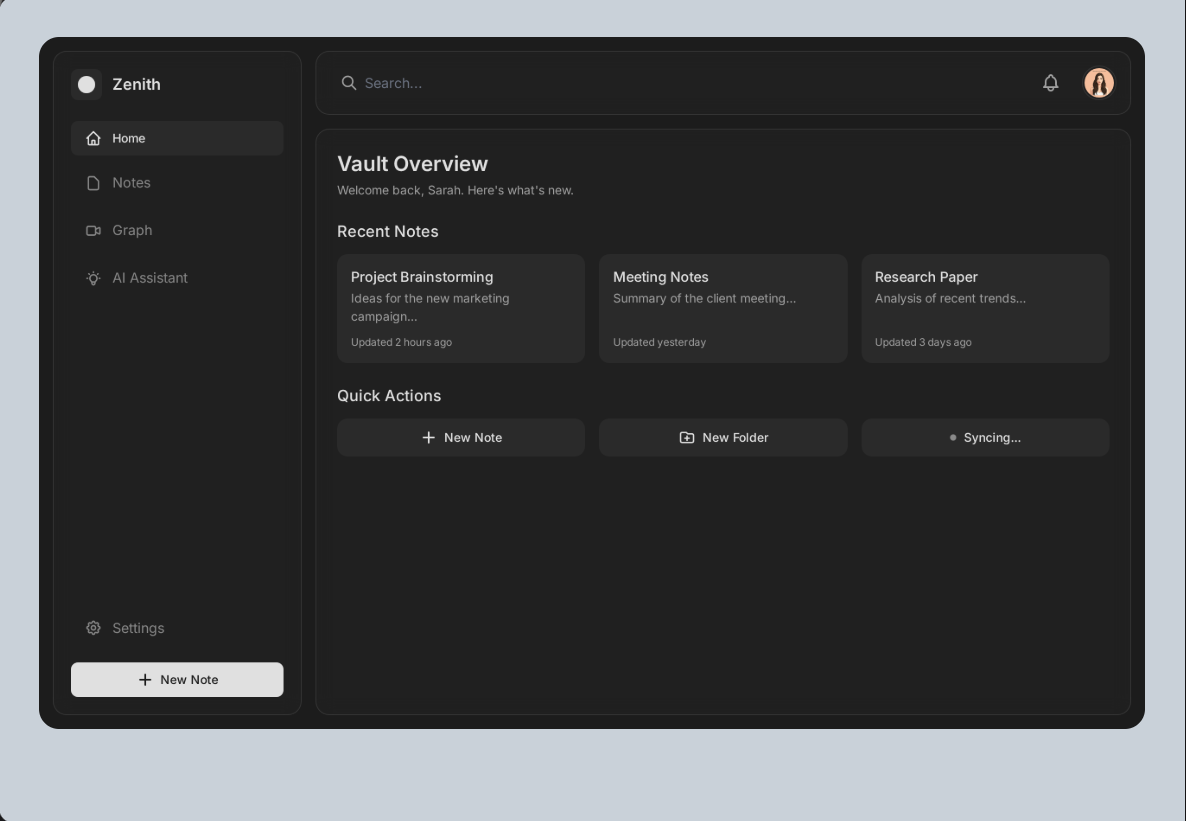 Zenith
Home
Notes
Graph
AI Assistant
Settings
New Note
Search...
Vault Overview
Welcome back, Sarah. Here's what's new.
Recent Notes
Project Brainstorming
Ideas for the new marketing
campaign...
Updated 2 hours ago
Meeting Notes
Summary of the client meeting...
Updated yesterday
Research Paper
Analysis of recent trends...
Updated 3 days ago
Quick Actions
New Note
New Folder
Syncing...